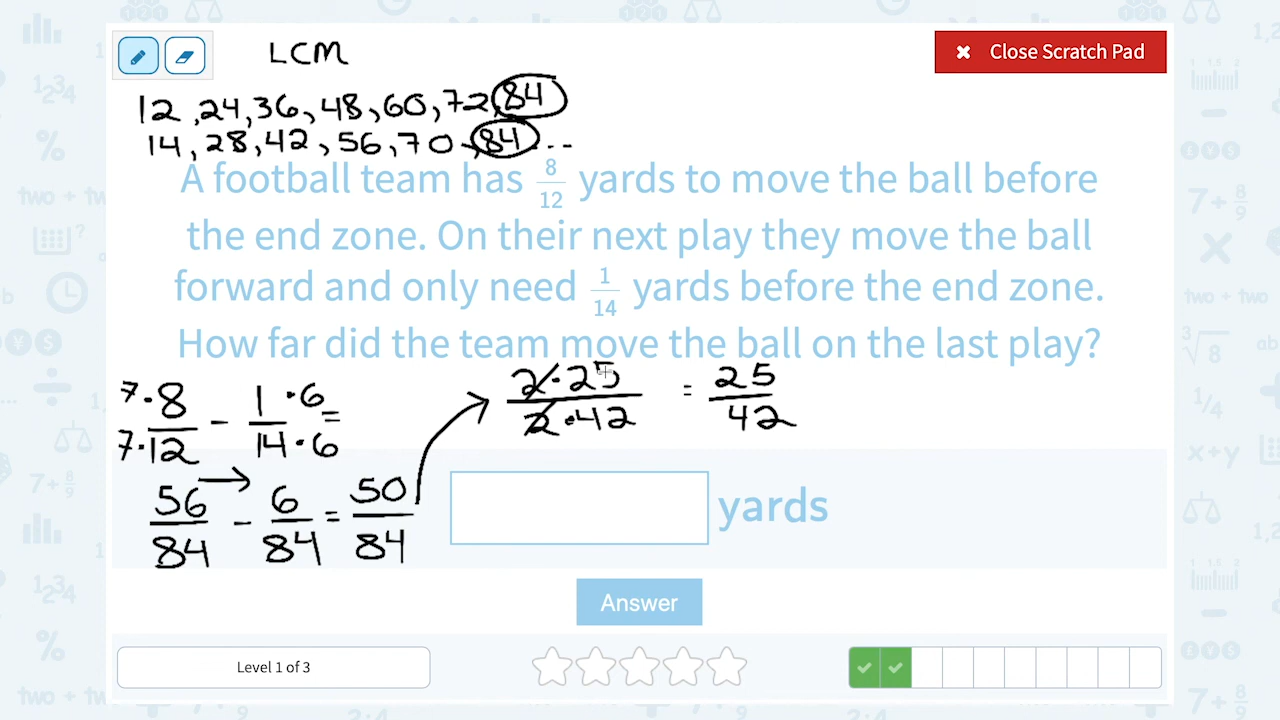 LCM
✖ Close Scratch Pad
12, 24, 36, 48, 60, 72, 84
14, 28, 42, 56, 70, 84 ...
A football team has 8/12 yards to move the ball before
the end zone. On their next play they move the ball
forward and only need 1/14 yards before the end zone.
How far did the team move the ball on the last play?
7·8/7·12 - 1·6/14·6 =
2·25/2·42 = 25/42
56/84 - 6/84 = 50/84
yards
Answer
Level 1 of 3